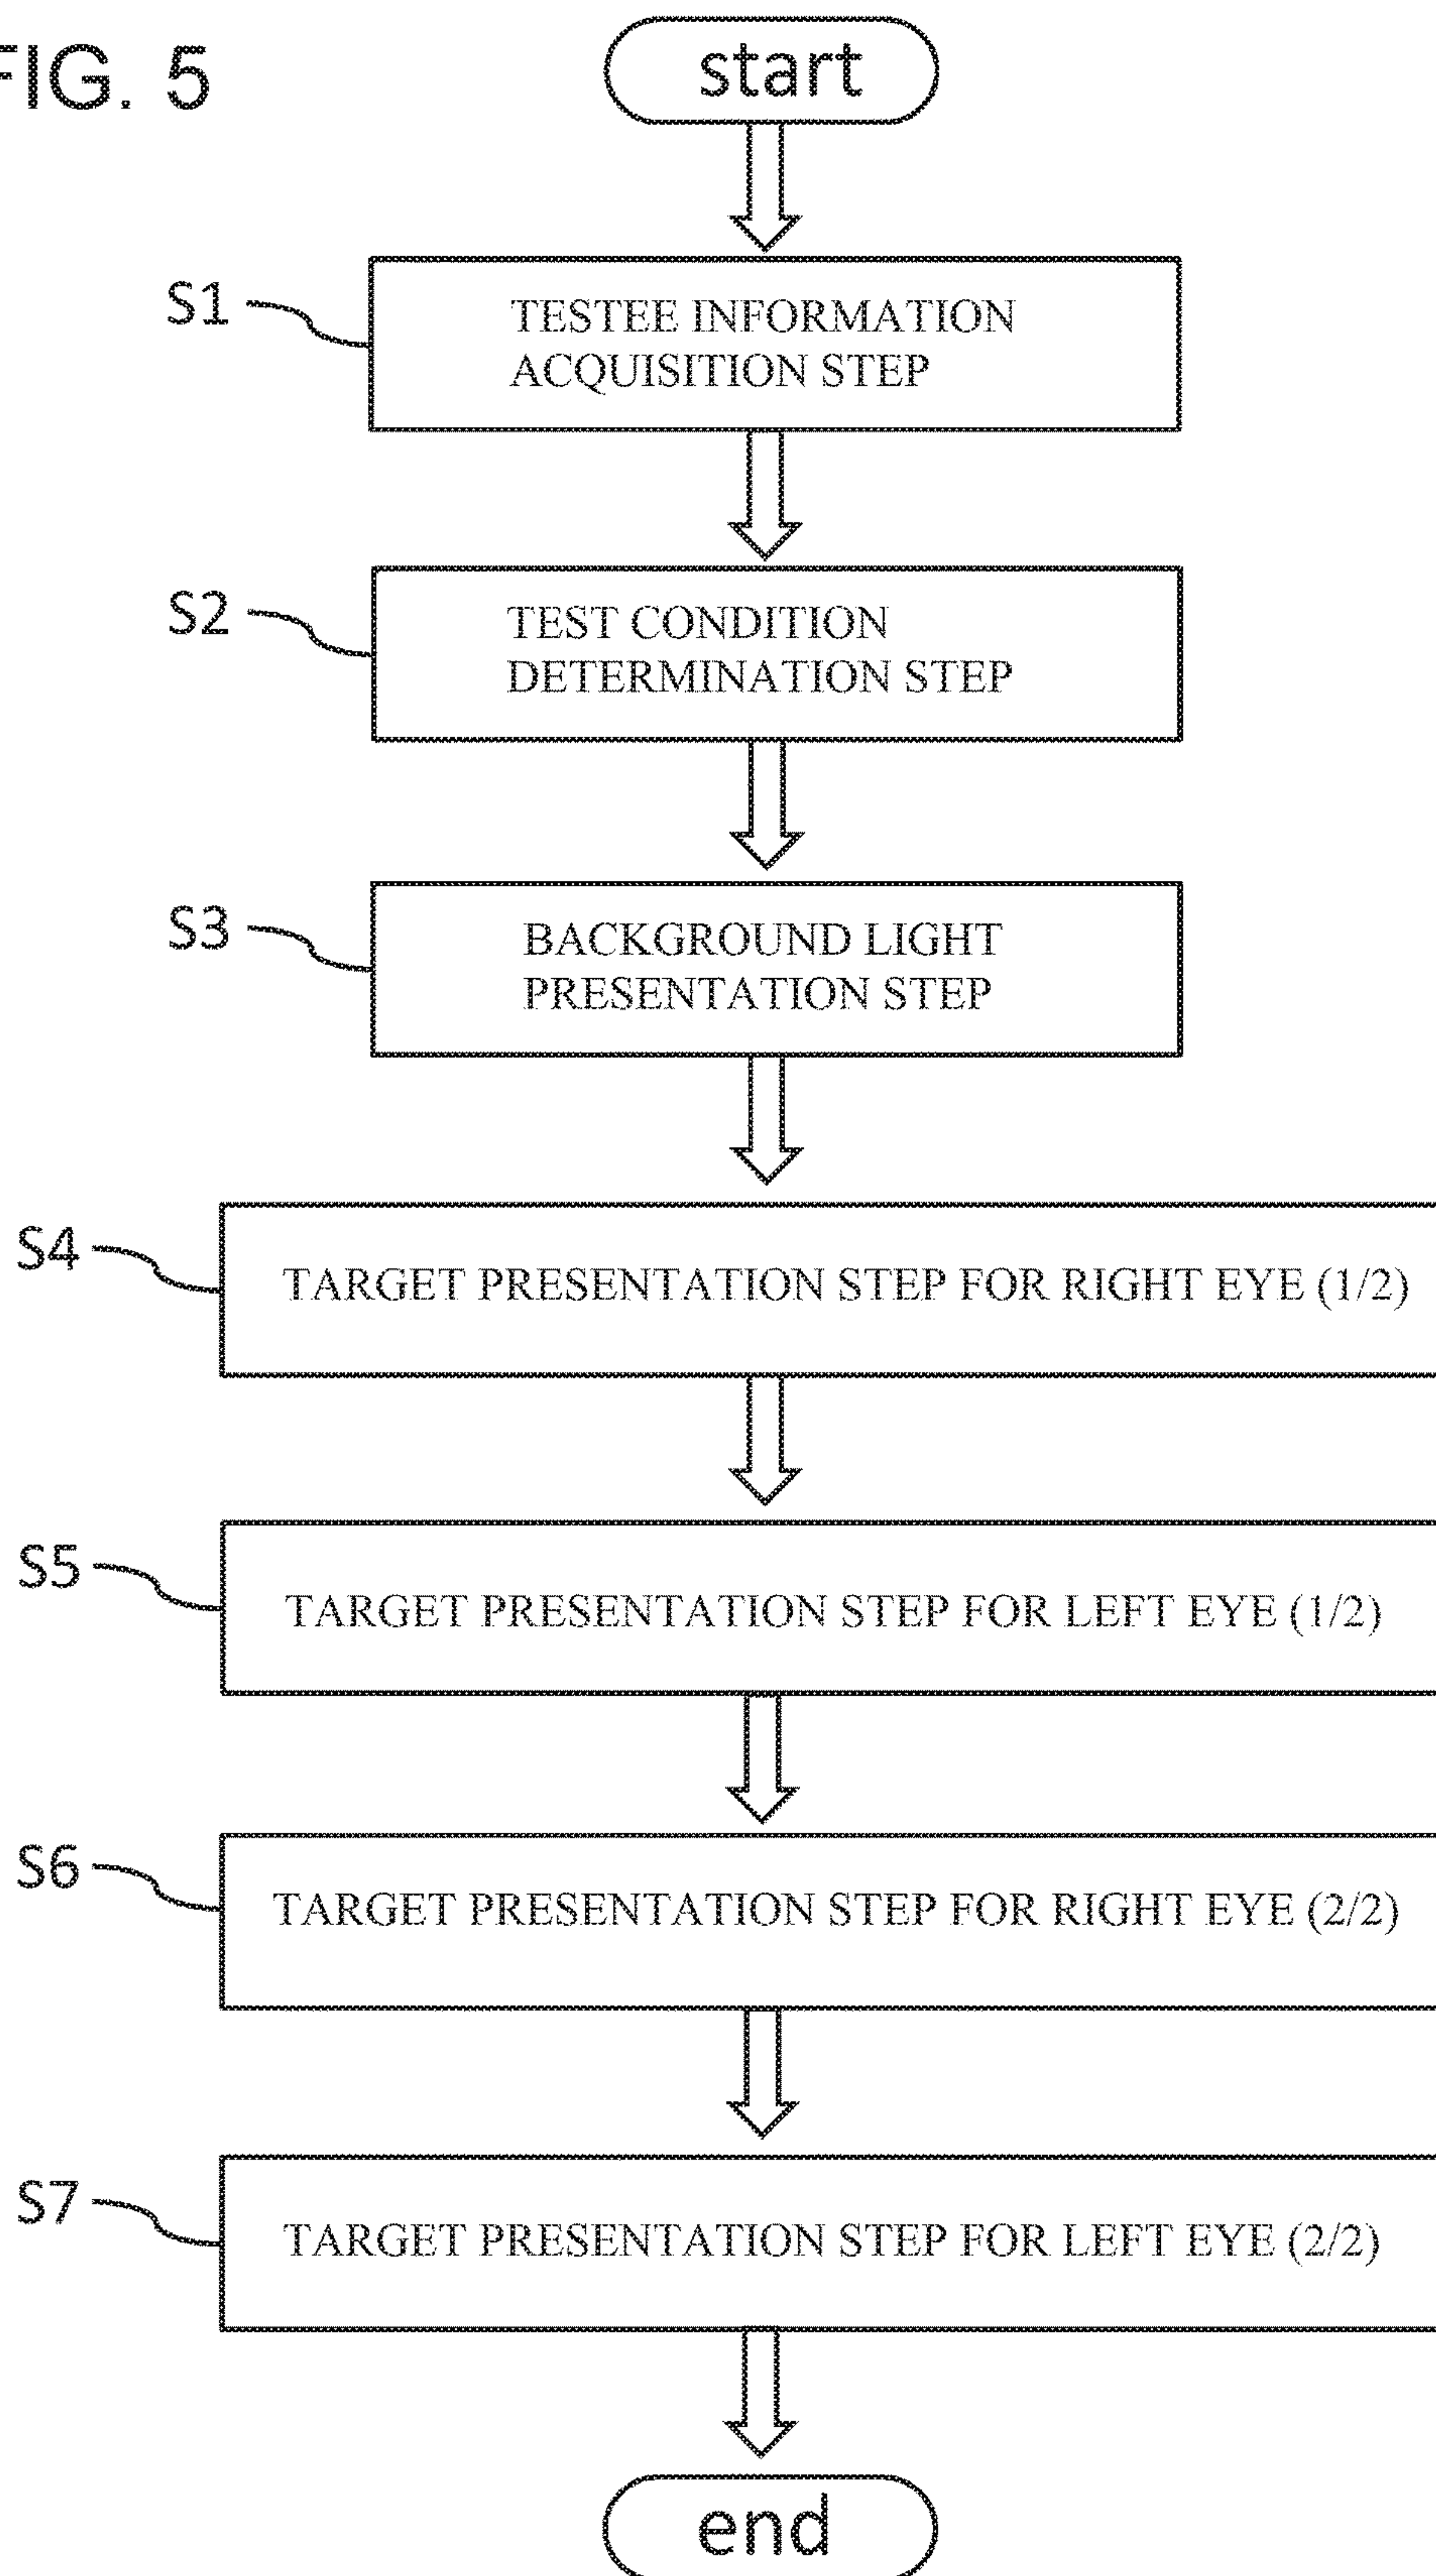 FIG. 5
start
S1
TESTEE INFORMATION
ACQUISITION STEP
S2
TEST CONDITION
DETERMINATION STEP
S3
BACKGROUND LIGHT
PRESENTATION STEP
S4
TARGET PRESENTATION STEP FOR RIGHT EYE (1/2)
S5
TARGET PRESENTATION STEP FOR LEFT EYE (1/2)
S6
TARGET PRESENTATION STEP FOR RIGHT EYE (2/2)
S7
TARGET PRESENTATION STEP FOR LEFT EYE (2/2)
end